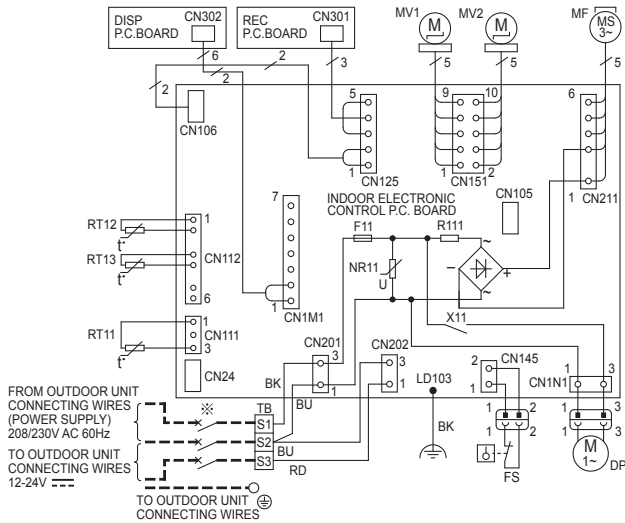 DISP
P.C.BOARD
CN302
REC
P.C.BOARD
CN301
MV1
MV2
MF
M
M
MS
3~
6
2
2
2
3
5
5
5
CN106
5
1
CN125
9
10
1
2
CN151
6
1
CN211
CN105
INDOOR ELECTRONIC
CONTROL P.C. BOARD
7
1
CN1M1
F11
R111
NR11
U
~
−
+
~
X11
RT12
t°
RT13
t°
1
6
CN112
RT11
t°
1
3
CN111
CN24
CN201
3
1
BK
BU
CN202
3
1
LD103
BK
2
1
CN145
CN1N1
1
3
1
2
1
2
FS
1
3
1
3
M
1~
DP
FROM OUTDOOR UNIT
CONNECTING WIRES
(POWER SUPPLY)
208/230V AC 60Hz
※
TB
S1
S2
S3
BU
RD
TO OUTDOOR UNIT
CONNECTING WIRES
12-24V ⎓
TO OUTDOOR UNIT
CONNECTING WIRES